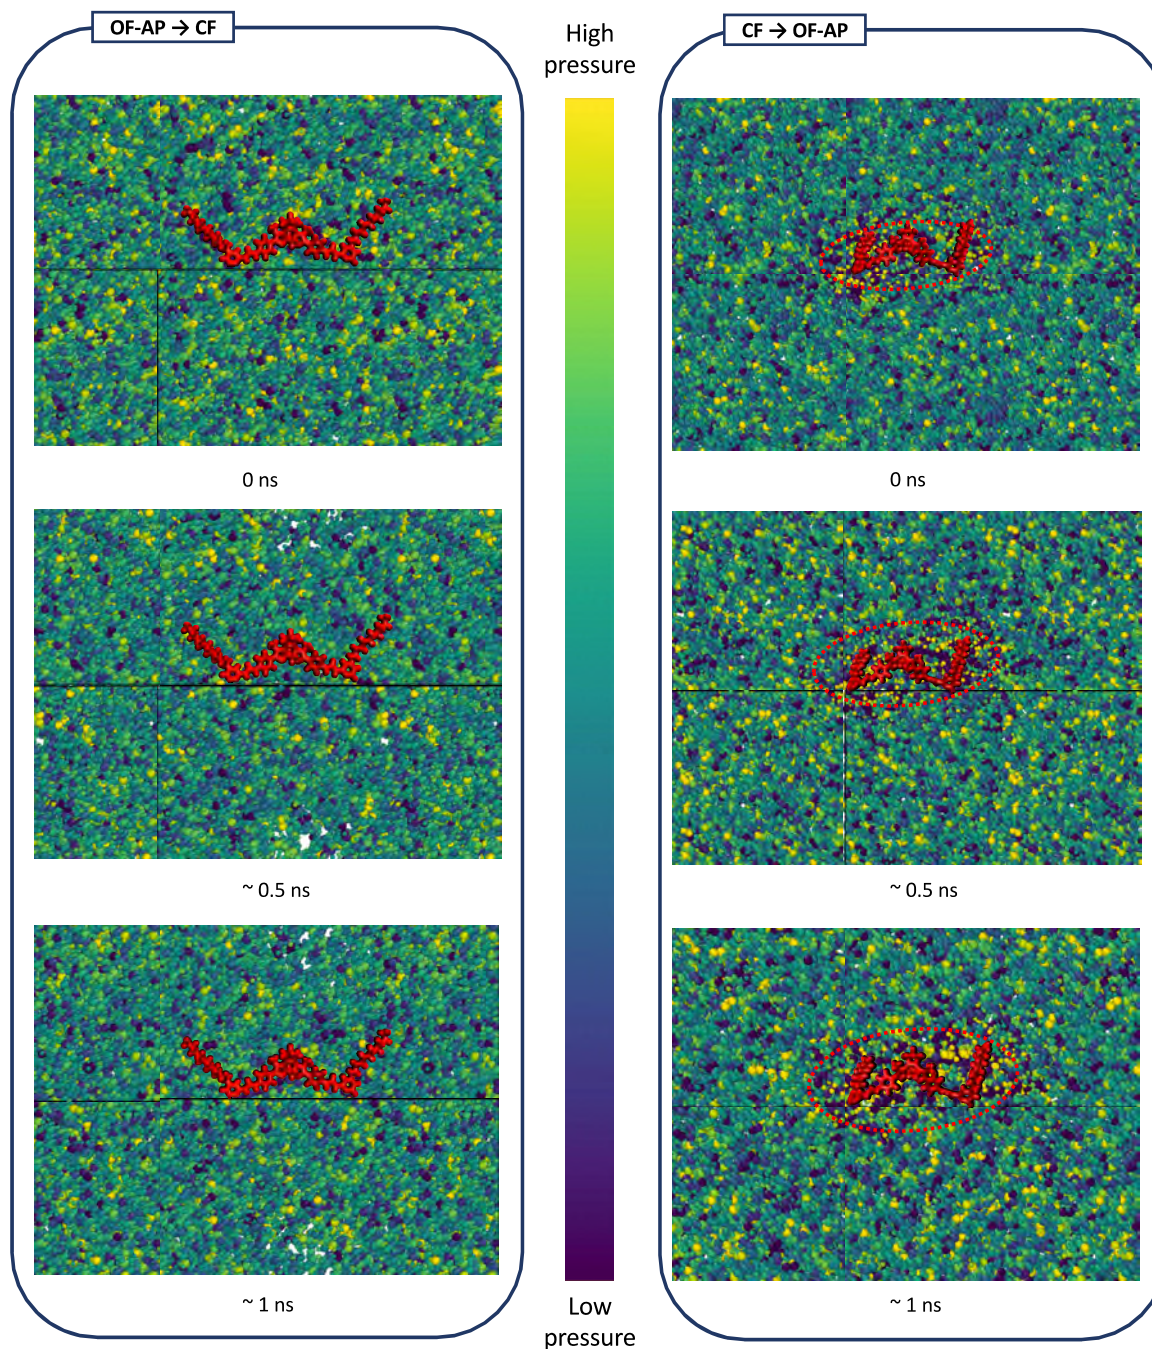 OF-AP → CF
0 ns
~ 0.5 ns
~ 1 ns
High
pressure
Low
pressure
CF → OF-AP
0 ns
~ 0.5 ns
~ 1 ns